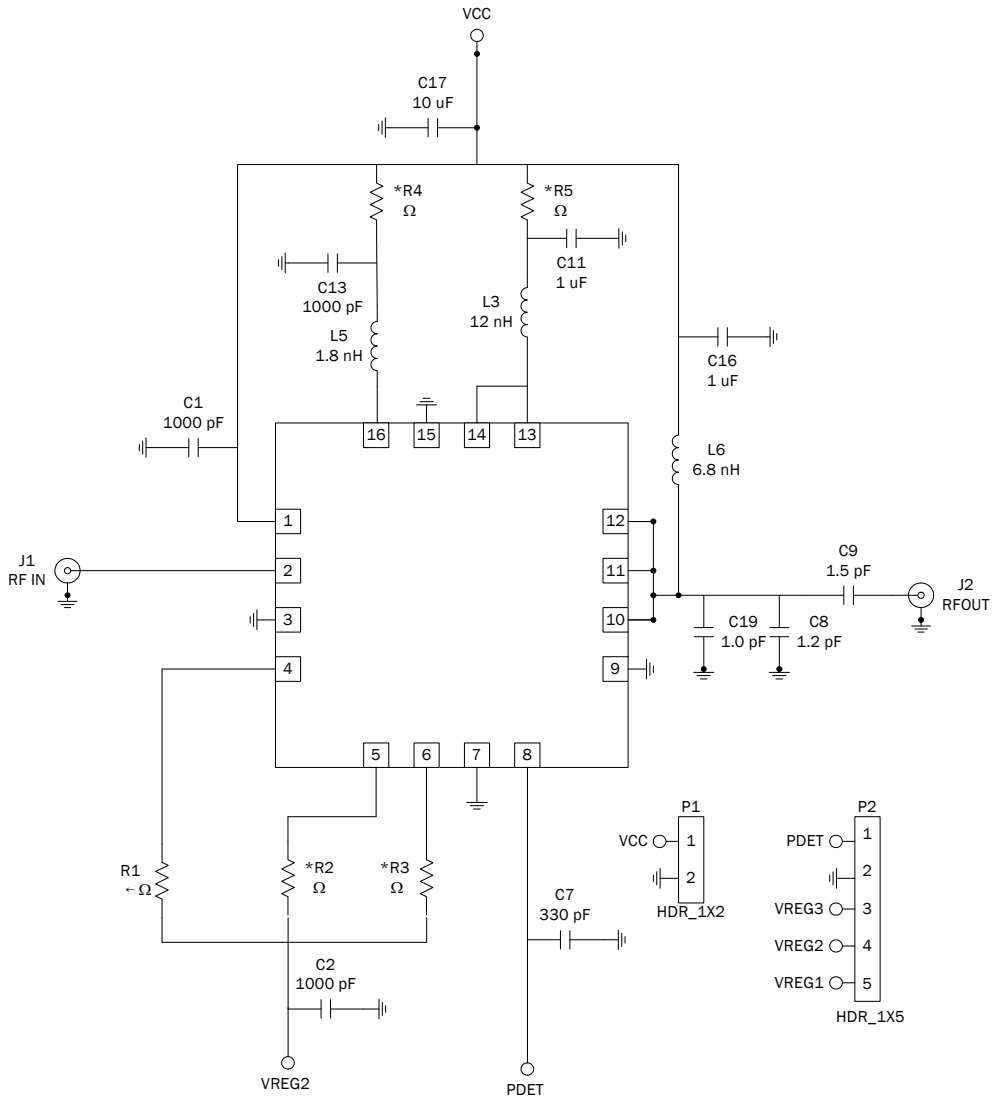 VCC
C17
10 uF
*R4
Ω
*R5
Ω
C13
1000 pF
C11
1 uF
L5
1.8 nH
L3
12 nH
C16
1 uF
C1
1000 pF
16
15
14
13
L6
6.8 nH
1
12
J1
RF IN
2
11
C9
1.5 pF
J2
RFOUT
3
10
C19
1.0 pF
C8
1.2 pF
4
9
5
6
7
8
R1
←Ω
*R2
Ω
*R3
Ω
C7
330 pF
C2
1000 pF
VREG2
PDET
P1
VCC
1
2
HDR_1X2
P2
PDET
1
2
VREG3
3
VREG2
4
VREG1
5
HDR_1X5